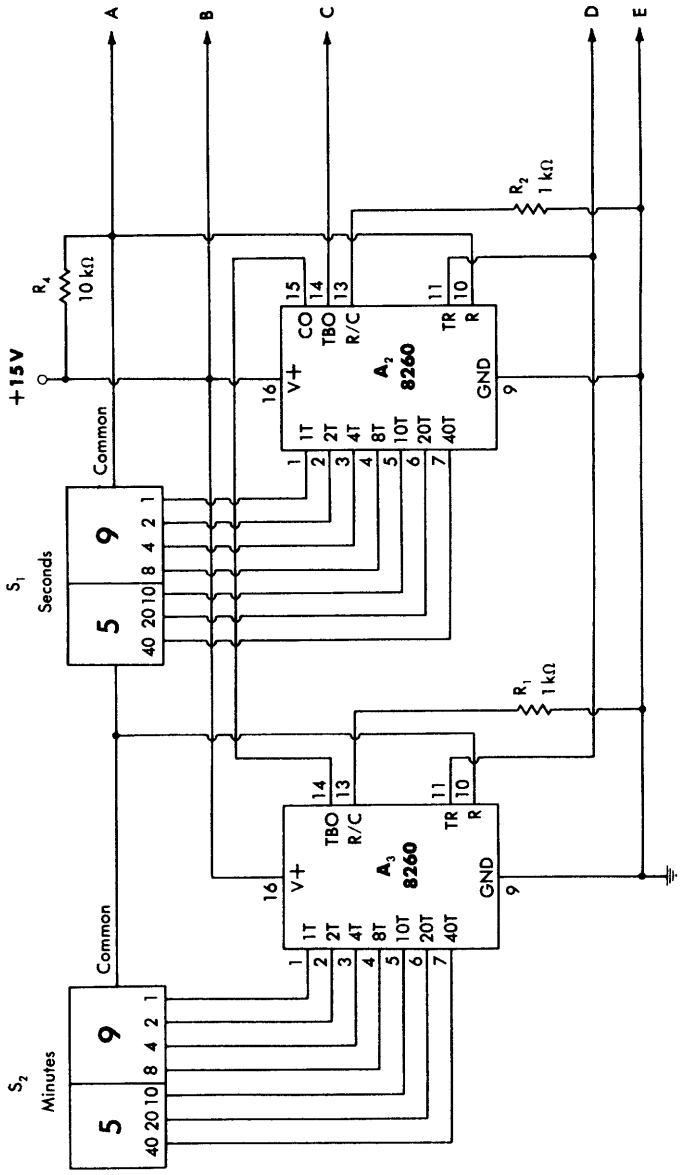 S2
Minutes
5 9
40 20 10 8 4 2 1
Common
S1
Seconds
5 9
40 20 10 8 4 2 1
Common
+15V
R4
10 kΩ
A
B
C
D
E
1 1T
2 2T
3 4T
4 8T
5 10T
6 20T
7 40T
16 V+
A3
8260
TBO 14
R/C 13
TR 11
R 10
GND 9
R1
1 kΩ
1 1T
2 2T
3 4T
4 8T
5 10T
6 20T
7 40T
16 V+
A2
8260
CO 15
TBO 14
R/C 13
TR 11
R 10
GND 9
R2
1 kΩ